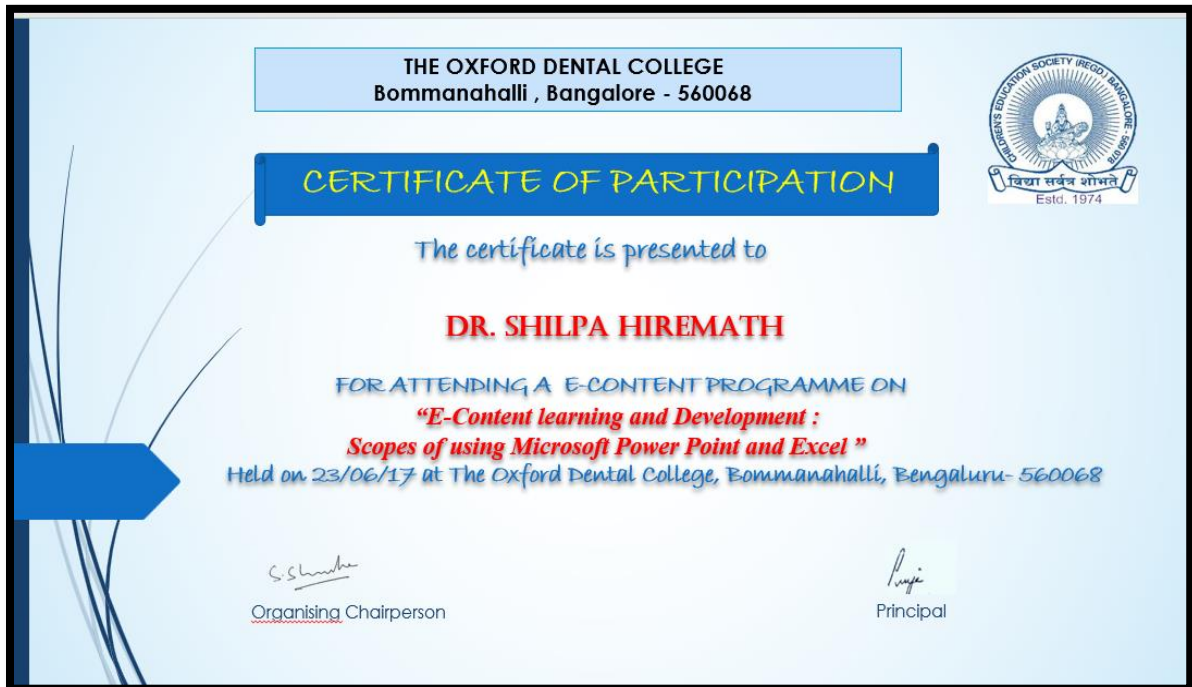 THE OXFORD DENTAL COLLEGE
Bommanahalli , Bangalore - 560068
CHILDREN'S EDUCATION SOCIETY (REGD.) BANGALORE - 560 078
विद्या सर्वत्र शोभते
Estd. 1974
CERTIFICATE OF PARTICIPATION
The certificate is presented to
DR. SHILPA HIREMATH
FOR ATTENDING A E-CONTENT PROGRAMME ON
“E-Content learning and Development :
Scopes of using Microsoft Power Point and Excel ”
Held on 23/06/17 at The Oxford Dental College, Bommanahalli, Bengaluru- 560068
Organising Chairperson
Principal